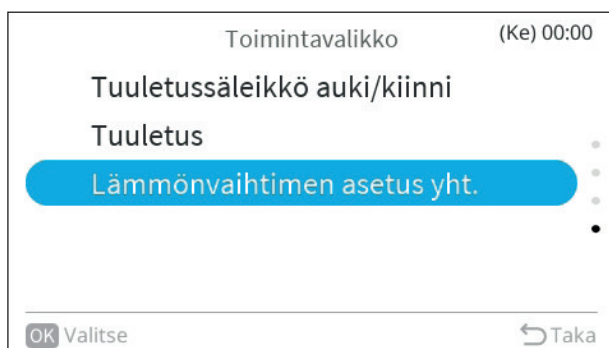 Toimintavalikko (Ke) 00:00
Tuuletussäleikkö auki/kiinni
Tuuletus
Lämmönvaihtimen asetus yht.
OK Valitse Taka